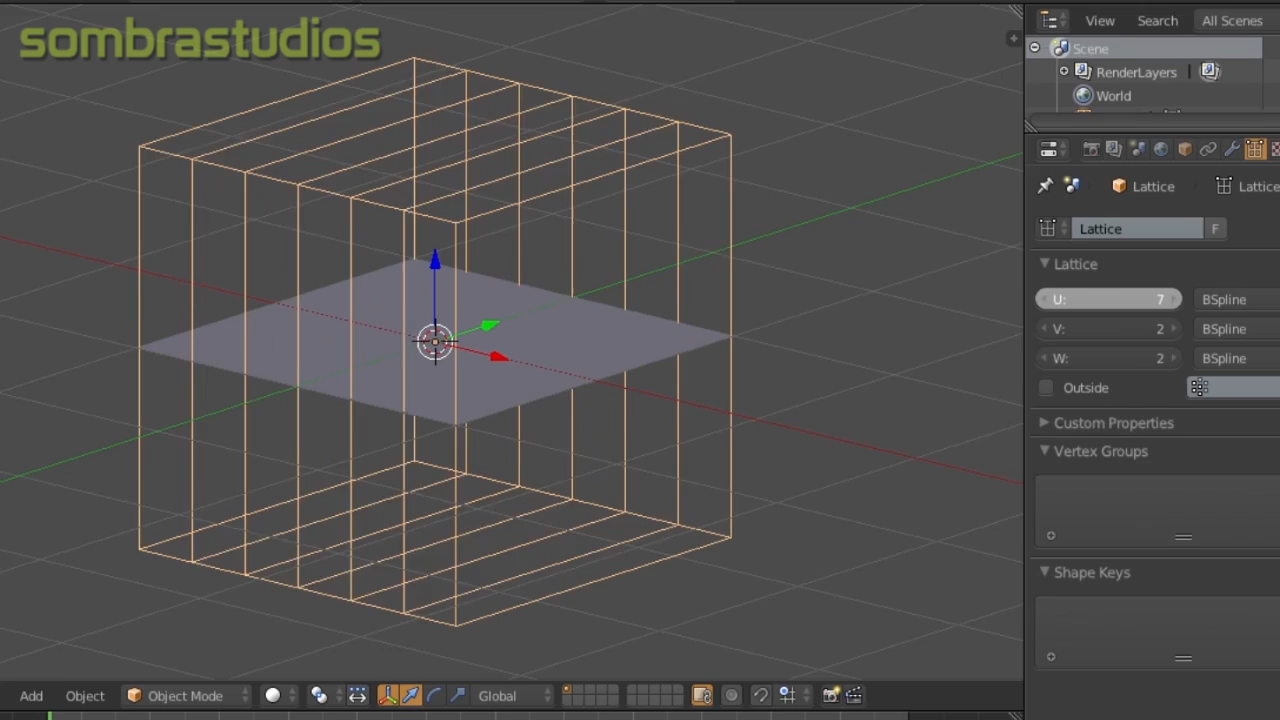 sombrastudios
View Search All Scenes
Scene
RenderLayers
World
Lattice Lattice
Lattice F
Lattice
U: 7 BSpline
V: 2 BSpline
W: 2 BSpline
Outside
Custom Properties
Vertex Groups
Shape Keys
Add Object Object Mode Global